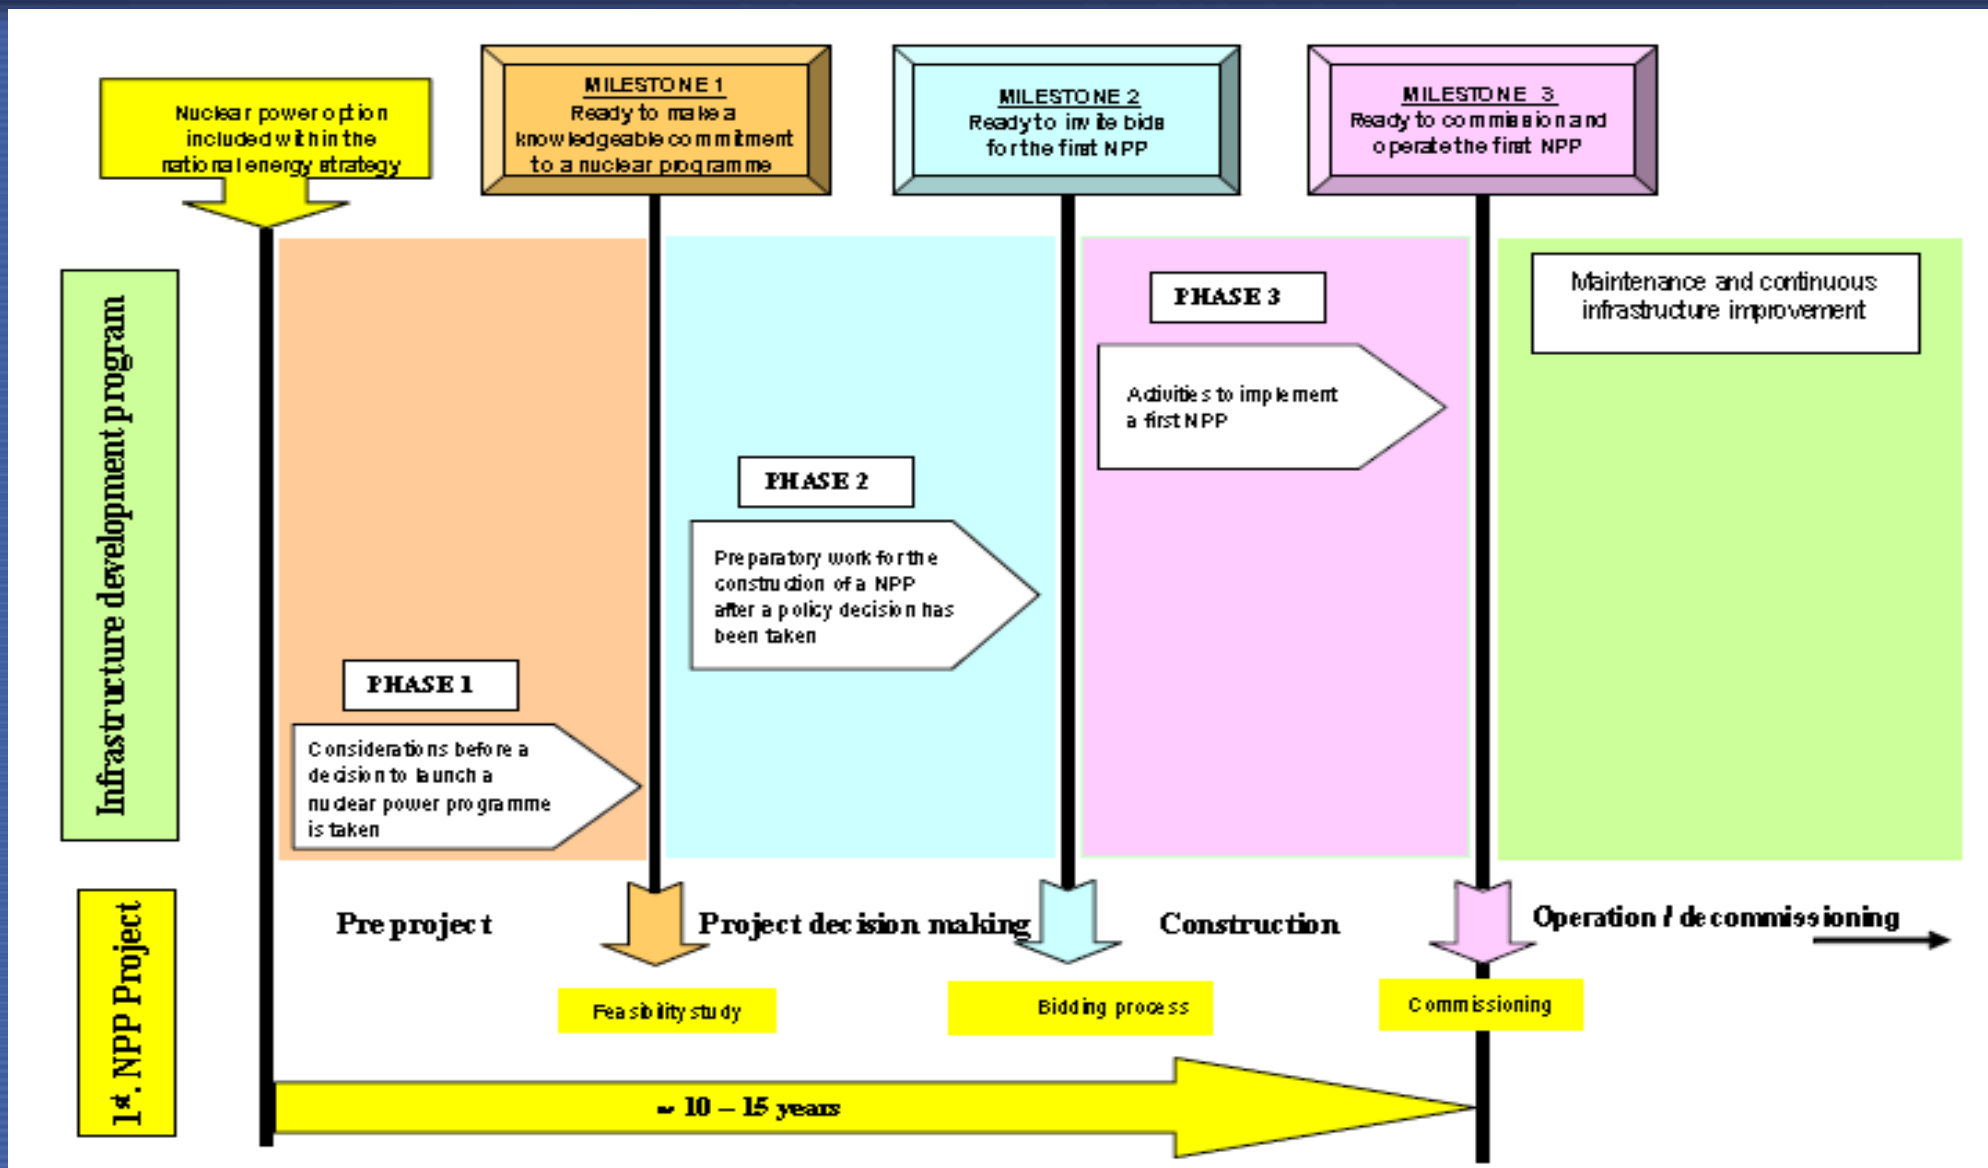 Nuclear power option
included within the
national energy strategy
MILESTONE 1
Ready to make a
knowledgeable commitment
to a nuclear programme
MILESTONE 2
Ready to invite bids
for the first NPP
MILESTONE 3
Ready to commission and
operate the first NPP
Infrastructure development program
PHASE 1
Considerations before a
decision to launch a
nuclear power programme
is taken
PHASE 2
Preparatory work for the
construction of a NPP
after a policy decision has
been taken
PHASE 3
Activities to implement
a first NPP
Maintenance and continuous
infrastructure improvement
1st. NPP Project
Pre project
Project decision making
Construction
Operation / decommissioning
Feasibility study
Bidding process
Commissioning
~ 10 – 15 years